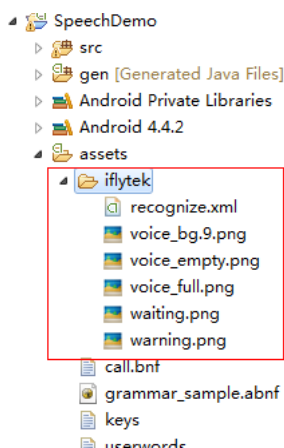 SpeechDemo
src
gen [Generated Java Files]
Android Private Libraries
Android 4.4.2
assets
iflytek
recognize.xml
voice_bg.9.png
voice_empty.png
voice_full.png
waiting.png
warning.png
call.bnf
grammar_sample.abnf
keys
userwords